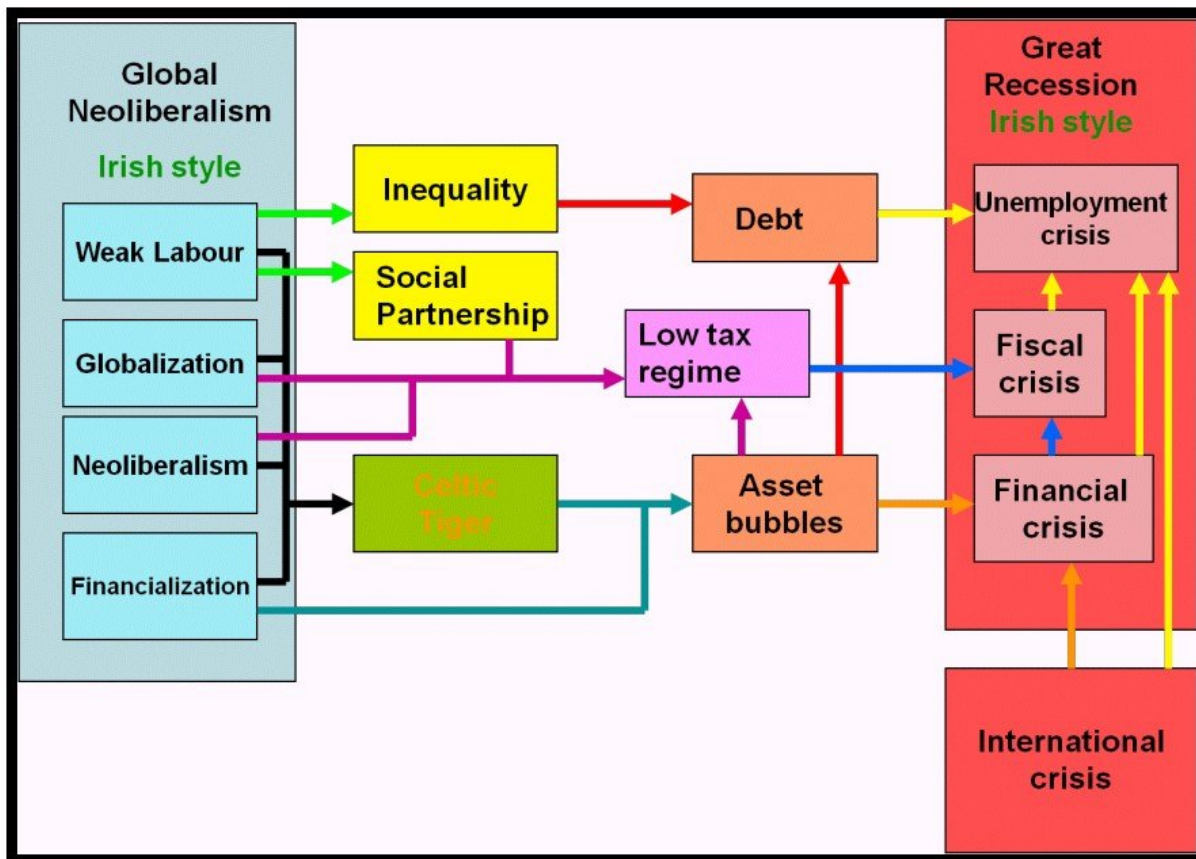 Global
Neoliberalism
Irish style
Weak Labour
Globalization
Neoliberalism
Financialization
Inequality
Social
Partnership
Celtic
Tiger
Low tax
regime
Debt
Asset
bubbles
Great
Recession
Irish style
Unemployment
crisis
Fiscal
crisis
Financial
crisis
International
crisis